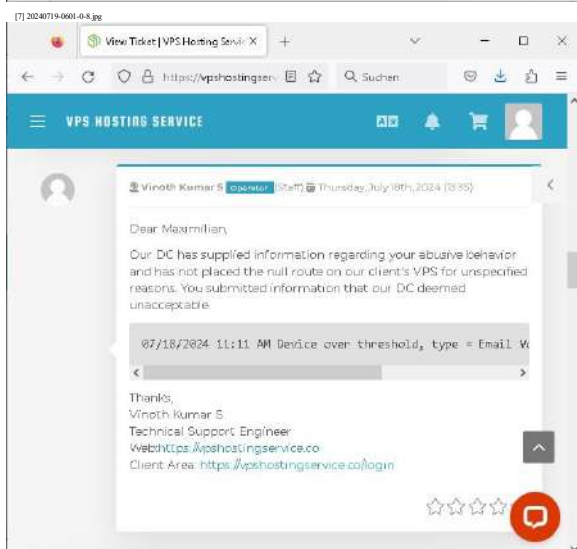 [7] 20240719-0601-0-8.jpg
View Ticket | VPS Hosting Servic X +
https://vpshostingserv Suchen
VPS HOSTING SERVICE
Vinoth Kumar S Operator (Staff) Thursday, July 18th, 2024 (13:35)
Dear Maximilian,
Our DC has supplied information regarding your abusive behavior
and has not placed the null route on our client's VPS for unspecified
reasons. You submitted information that our DC deemed
unacceptable
07/18/2024 11:11 AM Device over threshold, type = Email Vo
Thanks,
Vinoth Kumar S
Technical Support Engineer
Web:https://vpshostingservice.co
Client Area: https://vpshostingservice.co/login